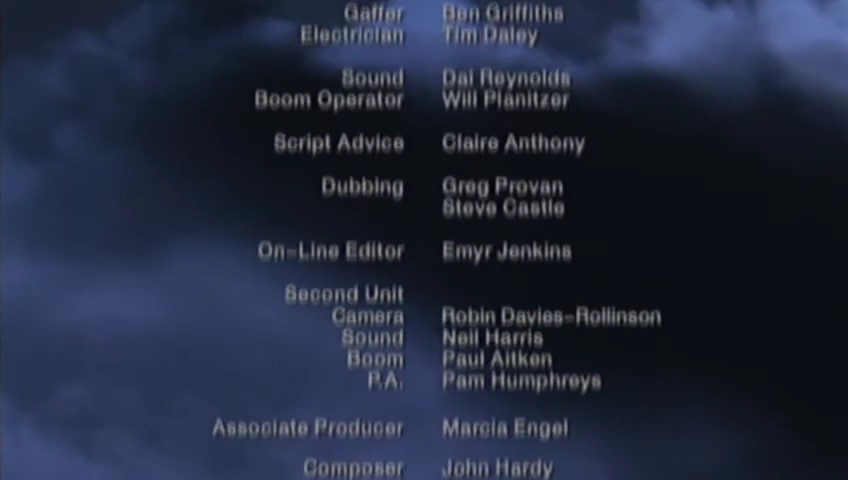 Gaffer Ben Griffiths
Electrician Tim Daley
Sound Dai Reynolds
Boom Operator Will Planitzer
Script Advice Claire Anthony
Dubbing Greg Provan
Steve Castle
On-Line Editor Emyr Jenkins
Second Unit
Camera Robin Davies-Rollinson
Sound Neil Harris
Boom Paul Aitken
P.A. Pam Humphreys
Associate Producer Marcia Engel
Composer John Hardy